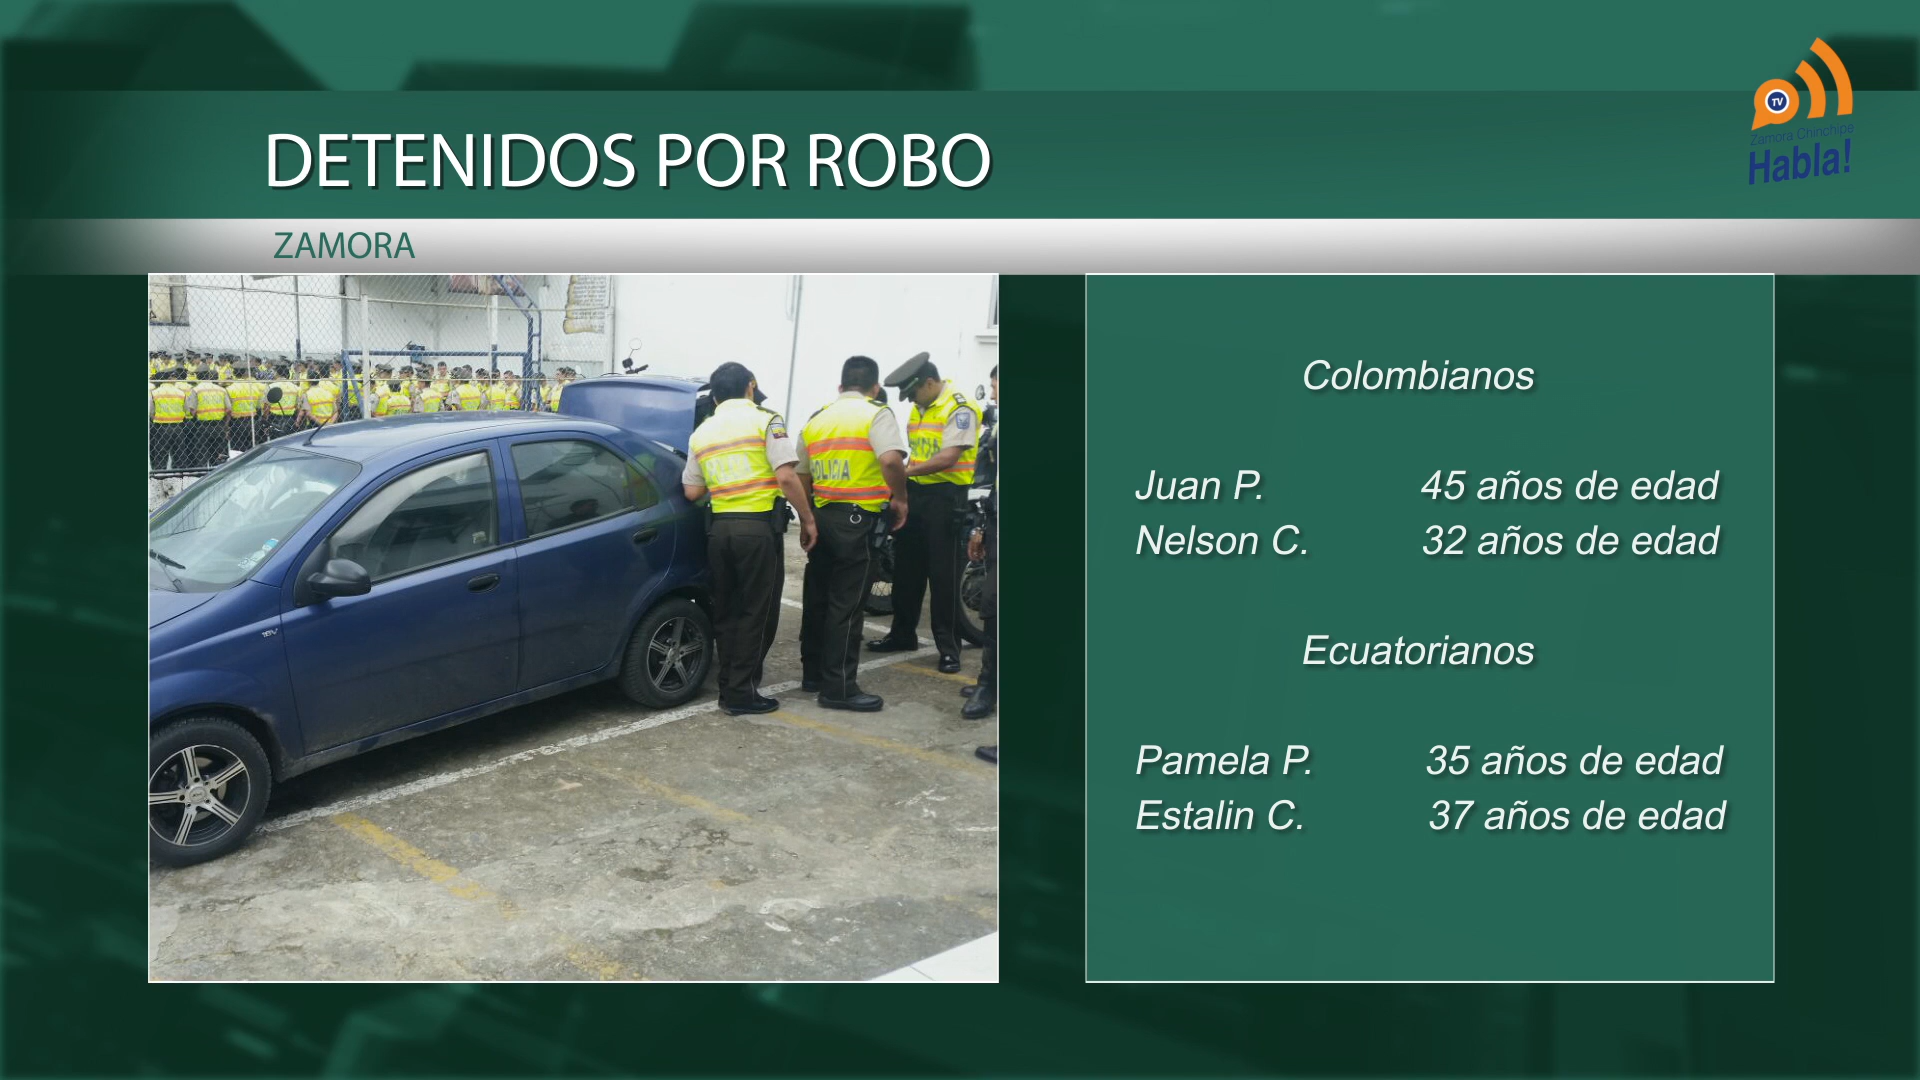 DETENIDOS POR ROBO
ZAMORA
TV
Zamora Chinchipe
Habla!
Colombianos
Juan P. 45 años de edad
Nelson C. 32 años de edad
Ecuatorianos
Pamela P. 35 años de edad
Estalin C. 37 años de edad
POLICIA
16V